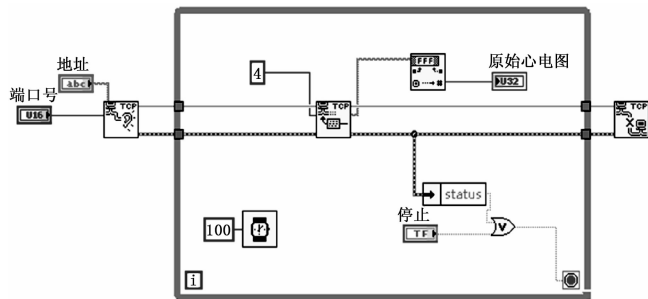 地址
abc
端口号
U16
TCP
4
TCP
FFF
原始心电图
U32
TCP
status
停止
TF
V
100
i